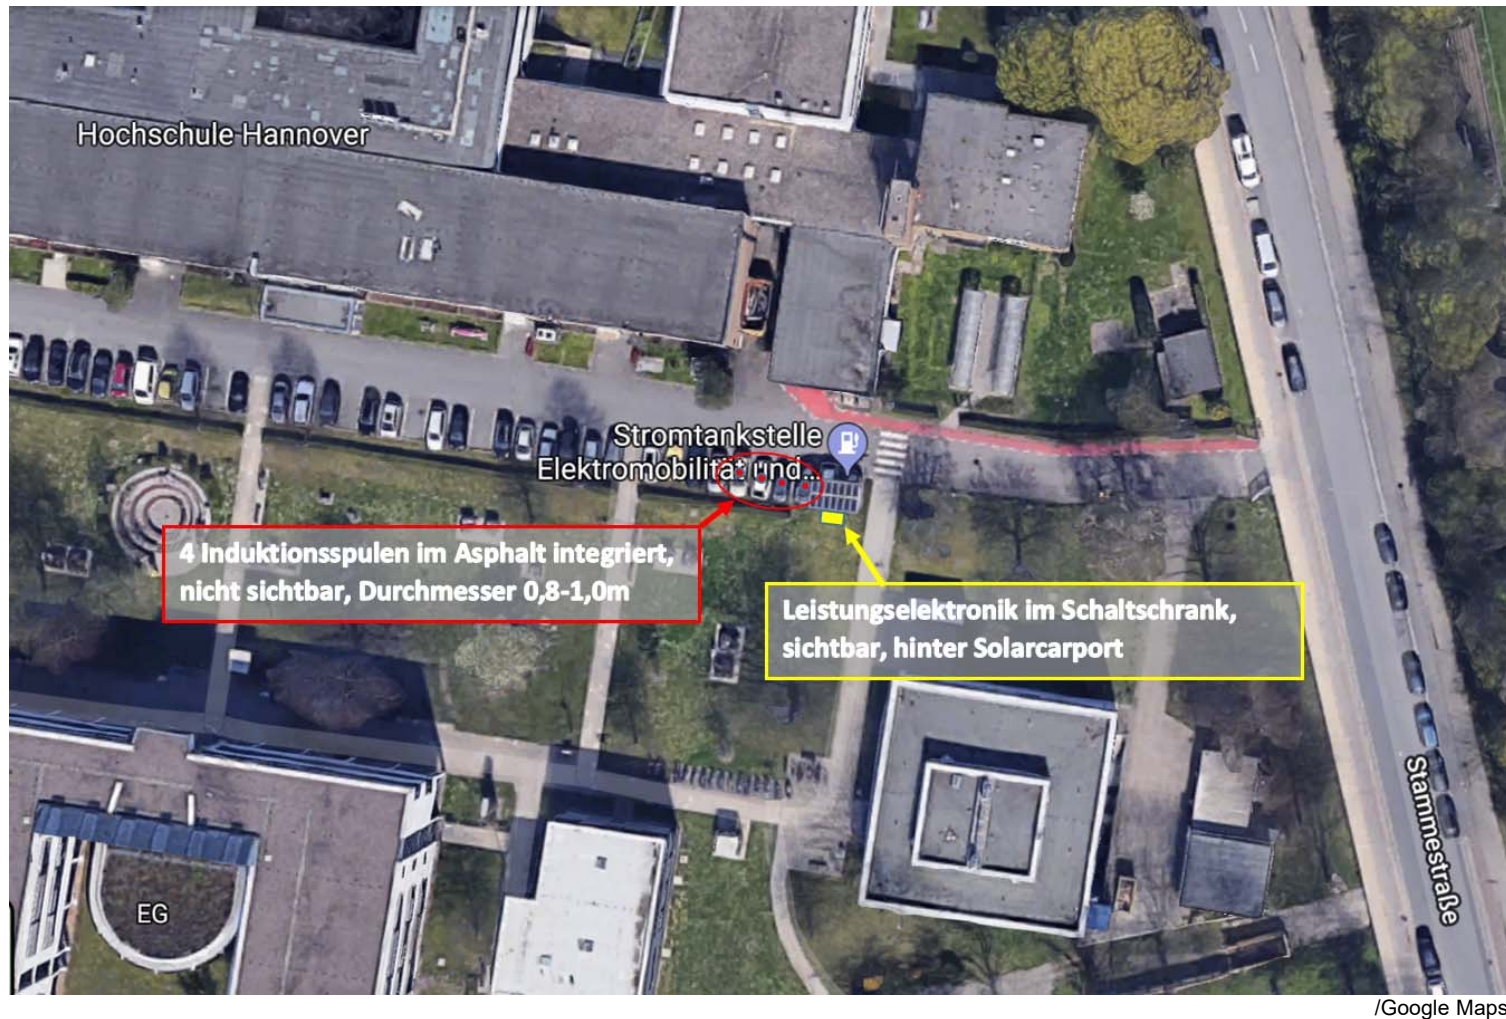 Hochschule Hannover
Stromtankstelle
Elektromobilität und...
4 Induktionsspulen im Asphalt integriert,
nicht sichtbar, Durchmesser 0,8-1,0m
Leistungselektronik im Schaltschrank,
sichtbar, hinter Solarcarport
Stammestraße
EG
/Google Maps